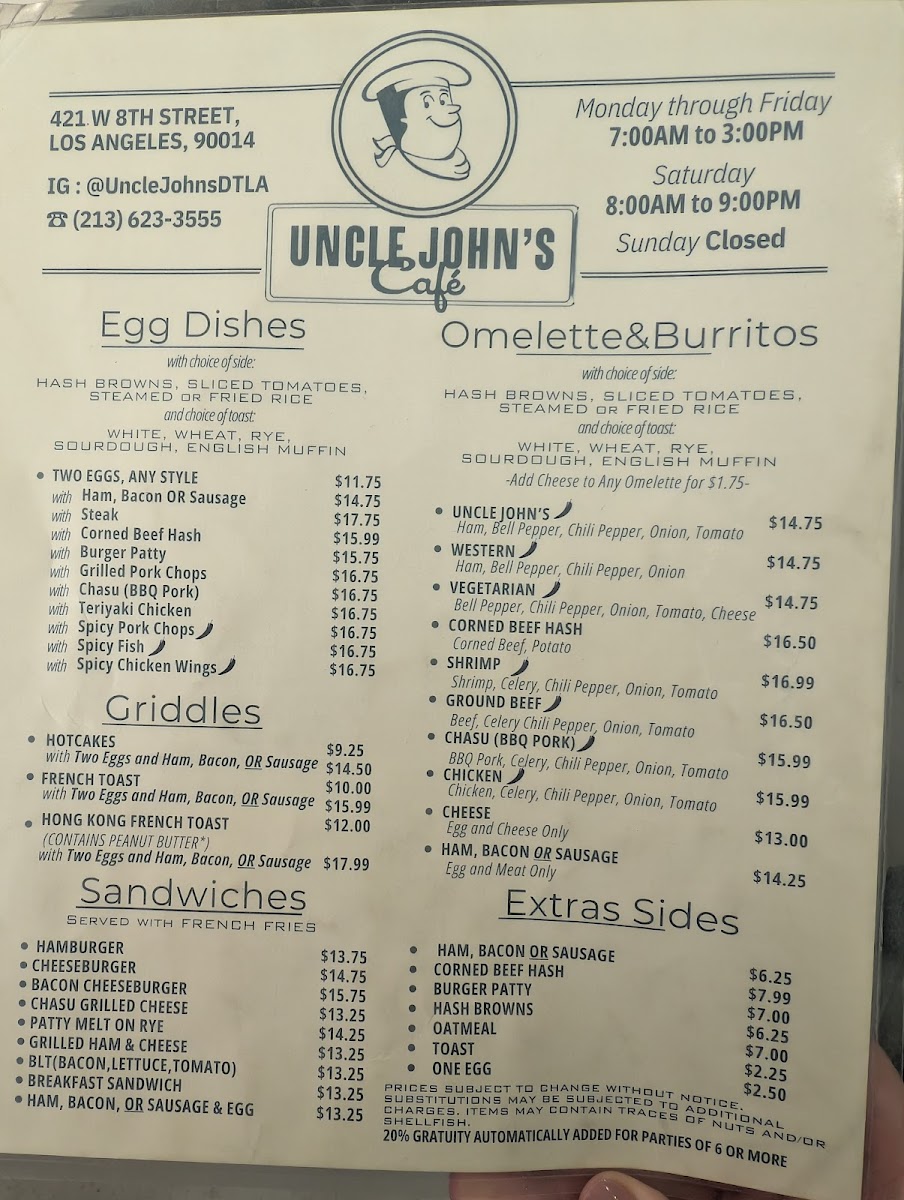 421 W 8TH STREET,
LOS ANGELES, 90014
IG : @UncleJohnsDTLA
☎ (213) 623-3555
UNCLE JOHN'S
Café
Monday through Friday
7:00AM to 3:00PM
Saturday
8:00AM to 9:00PM
Sunday Closed
Egg Dishes
with choice of side:
HASH BROWNS, SLICED TOMATOES,
STEAMED OR FRIED RICE
and choice of toast:
WHITE, WHEAT, RYE,
SOURDOUGH, ENGLISH MUFFIN
• TWO EGGS, ANY STYLE $11.75
with Ham, Bacon OR Sausage $14.75
with Steak $17.75
with Corned Beef Hash $15.99
with Burger Patty $15.75
with Grilled Pork Chops $16.75
with Chasu (BBQ Pork) $16.75
with Teriyaki Chicken $16.75
with Spicy Pork Chops $16.75
with Spicy Fish $16.75
with Spicy Chicken Wings $16.75
Griddles
• HOTCAKES $9.25
with Two Eggs and Ham, Bacon, OR Sausage $14.50
• FRENCH TOAST $10.00
with Two Eggs and Ham, Bacon, OR Sausage $15.99
• HONG KONG FRENCH TOAST $12.00
(CONTAINS PEANUT BUTTER*)
with Two Eggs and Ham, Bacon, OR Sausage $17.99
Sandwiches
SERVED WITH FRENCH FRIES
• HAMBURGER $13.75
• CHEESEBURGER $14.75
• BACON CHEESEBURGER $15.75
• CHASU GRILLED CHEESE $13.25
• PATTY MELT ON RYE $14.25
• GRILLED HAM & CHEESE $13.25
• BLT(BACON,LETTUCE,TOMATO) $13.25
• BREAKFAST SANDWICH $13.25
• HAM, BACON, OR SAUSAGE & EGG $13.25
Omelette&Burritos
with choice of side:
HASH BROWNS, SLICED TOMATOES,
STEAMED OR FRIED RICE
and choice of toast:
WHITE, WHEAT, RYE,
SOURDOUGH, ENGLISH MUFFIN
-Add Cheese to Any Omelette for $1.75-
• UNCLE JOHN'S $14.75
Ham, Bell Pepper, Chili Pepper, Onion, Tomato
• WESTERN $14.75
Ham, Bell Pepper, Chili Pepper, Onion
• VEGETARIAN $14.75
Bell Pepper, Chili Pepper, Onion, Tomato, Cheese
• CORNED BEEF HASH $16.50
Corned Beef, Potato
• SHRIMP $16.99
Shrimp, Celery, Chili Pepper, Onion, Tomato
• GROUND BEEF $16.50
Beef, Celery Chili Pepper, Onion, Tomato
• CHASU (BBQ PORK) $15.99
BBQ Pork, Celery, Chili Pepper, Onion, Tomato
• CHICKEN $15.99
Chicken, Celery, Chili Pepper, Onion, Tomato
• CHEESE $13.00
Egg and Cheese Only
• HAM, BACON OR SAUSAGE $14.25
Egg and Meat Only
Extras Sides
• HAM, BACON OR SAUSAGE $6.25
• CORNED BEEF HASH $7.99
• BURGER PATTY $7.00
• HASH BROWNS $6.25
• OATMEAL $7.00
• TOAST $2.25
• ONE EGG $2.50
PRICES SUBJECT TO CHANGE WITHOUT NOTICE.
SUBSTITUTIONS MAY BE SUBJECTED TO ADDITIONAL
CHARGES. ITEMS MAY CONTAIN TRACES OF NUTS AND/OR
SHELLFISH.
20% GRATUITY AUTOMATICALLY ADDED FOR PARTIES OF 6 OR MORE